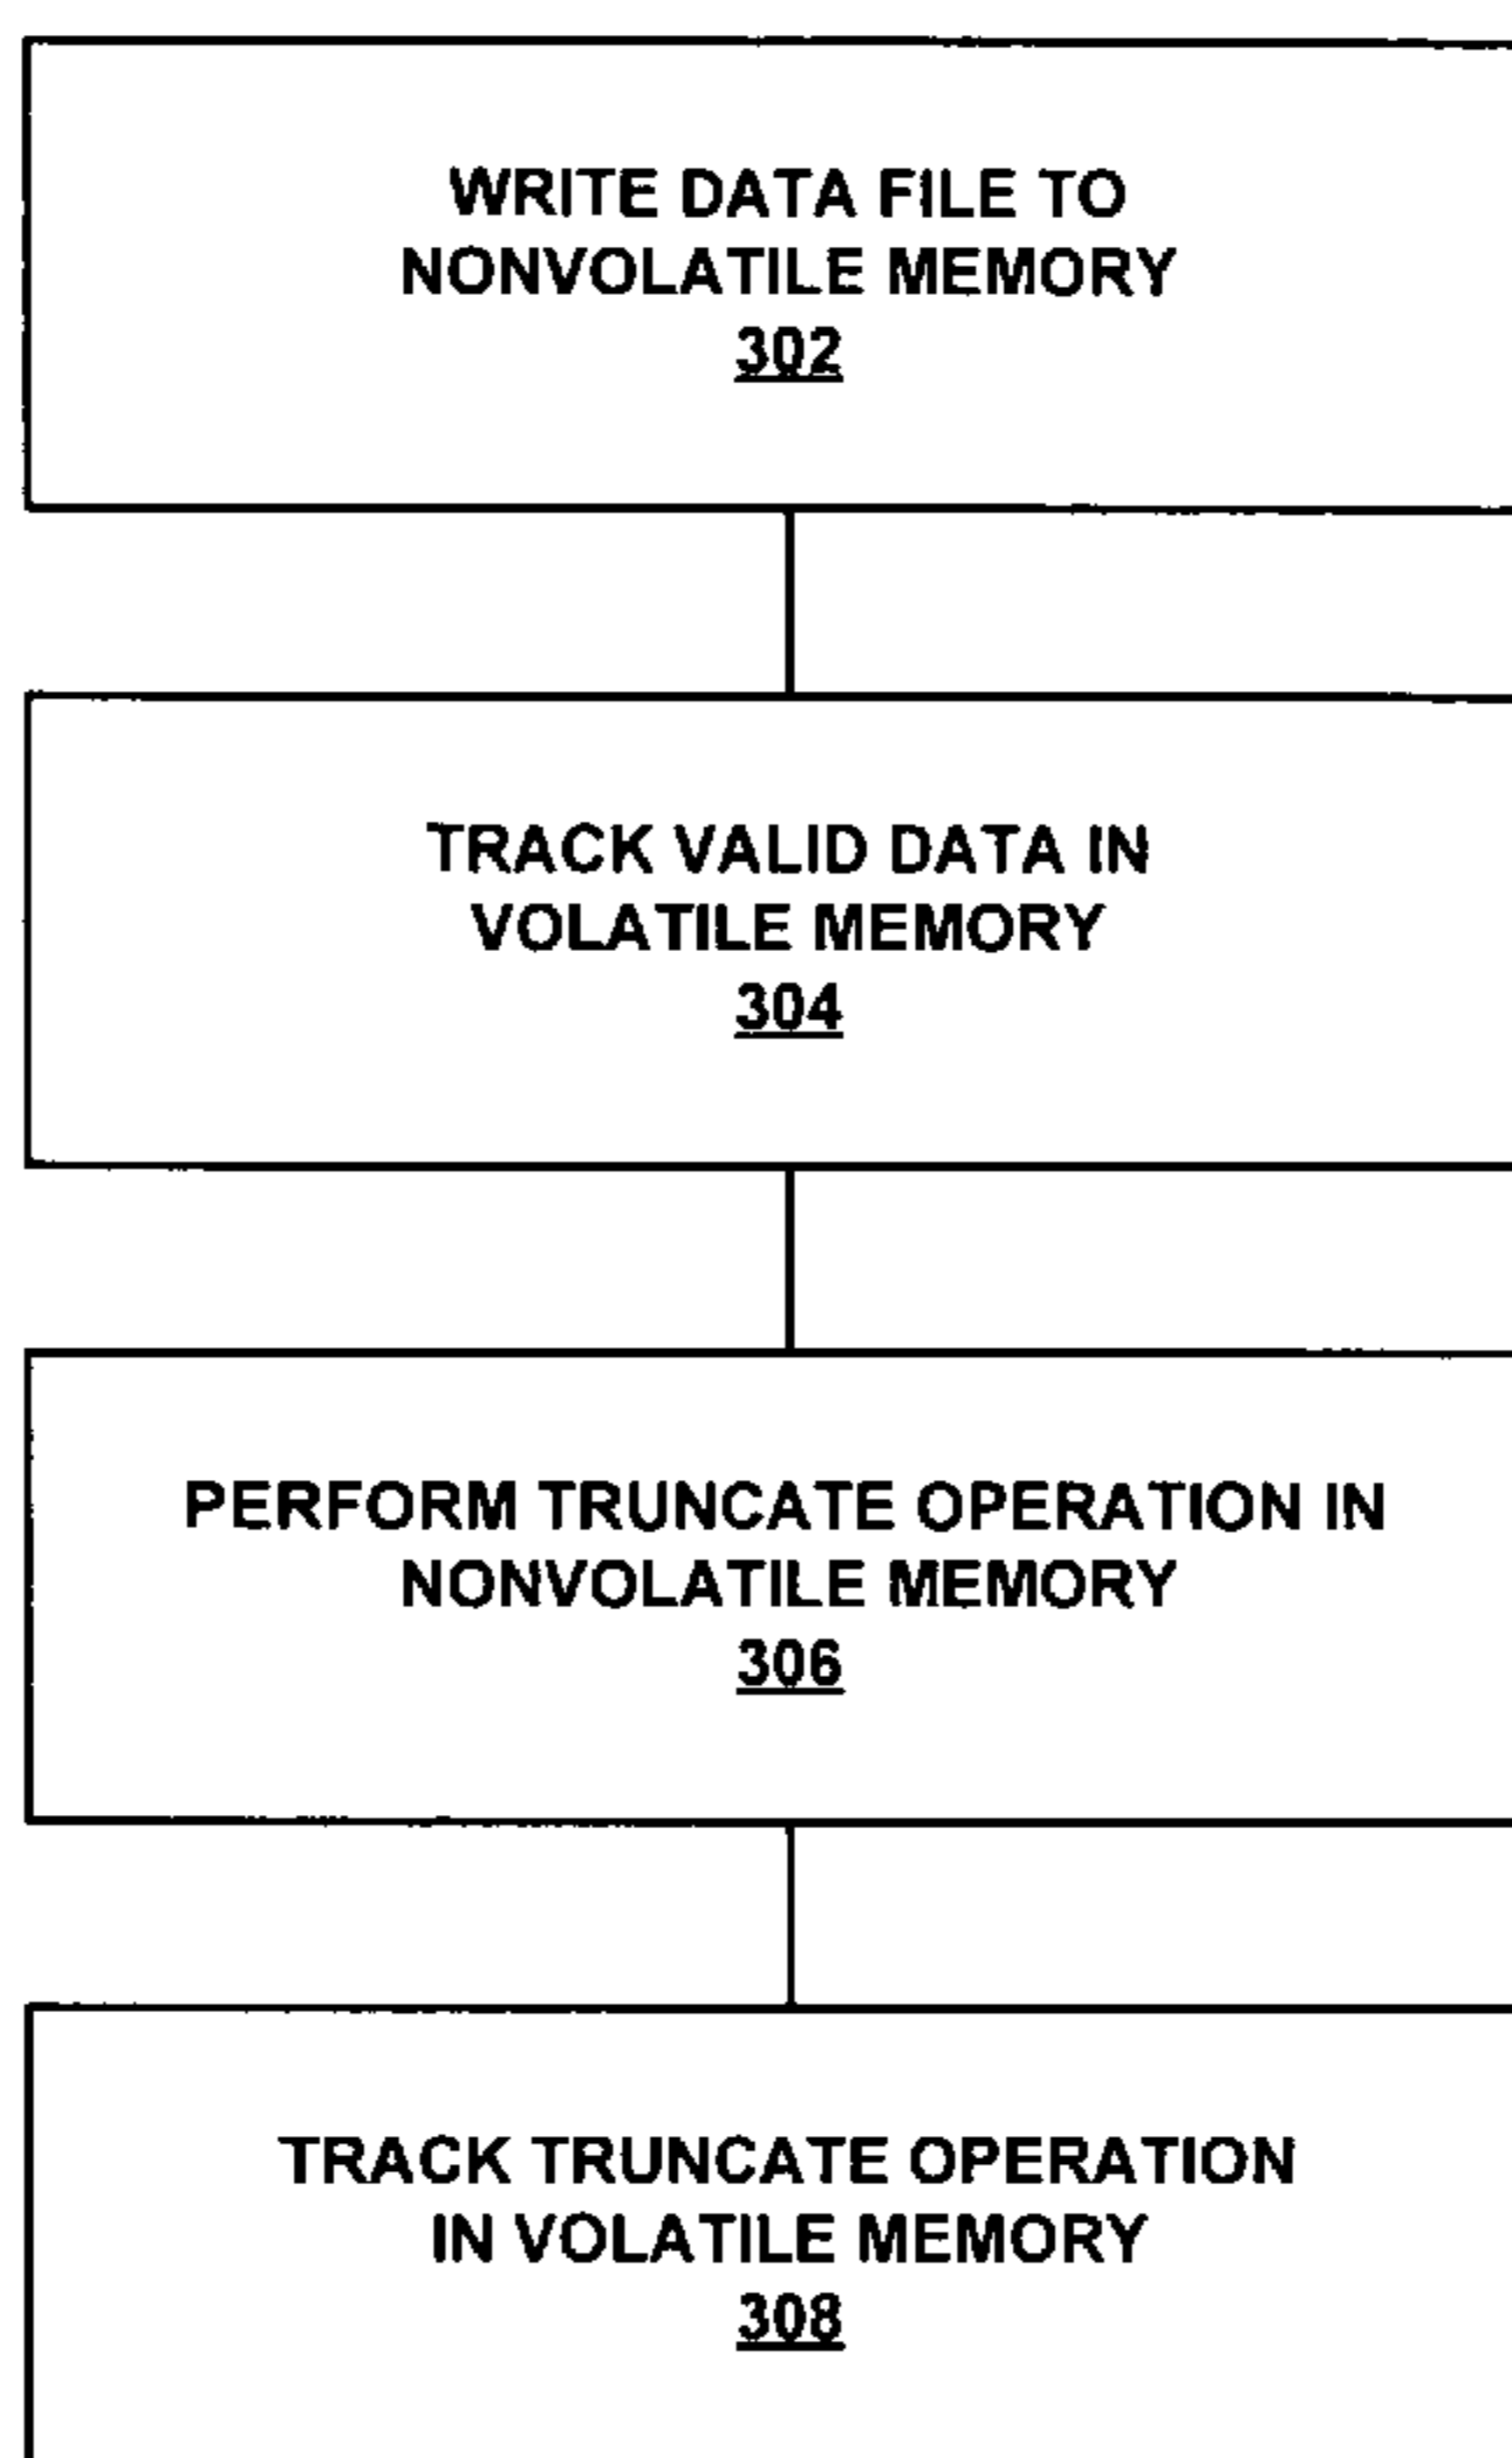 WRITE DATA FILE TO
NONVOLATILE MEMORY
302
TRACK VALID DATA IN
VOLATILE MEMORY
304
PERFORM TRUNCATE OPERATION IN
NONVOLATILE MEMORY
306
TRACK TRUNCATE OPERATION
IN VOLATILE MEMORY
308